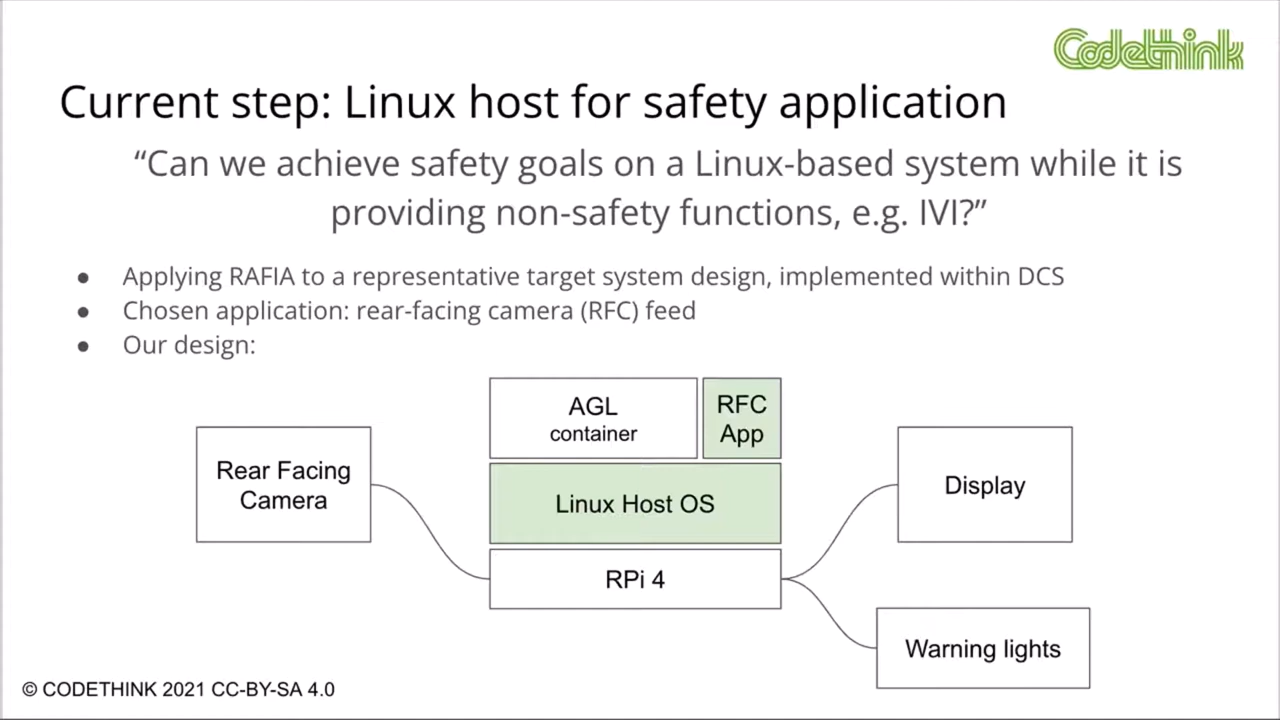 Codethink
Current step: Linux host for safety application
“Can we achieve safety goals on a Linux-based system while it is
providing non-safety functions, e.g. IVI?”
● Applying RAFIA to a representative target system design, implemented within DCS
● Chosen application: rear-facing camera (RFC) feed
● Our design:
AGL
container
RFC
App
Rear Facing
Camera
Linux Host OS
Display
RPi 4
Warning lights
© CODETHINK 2021 CC-BY-SA 4.0